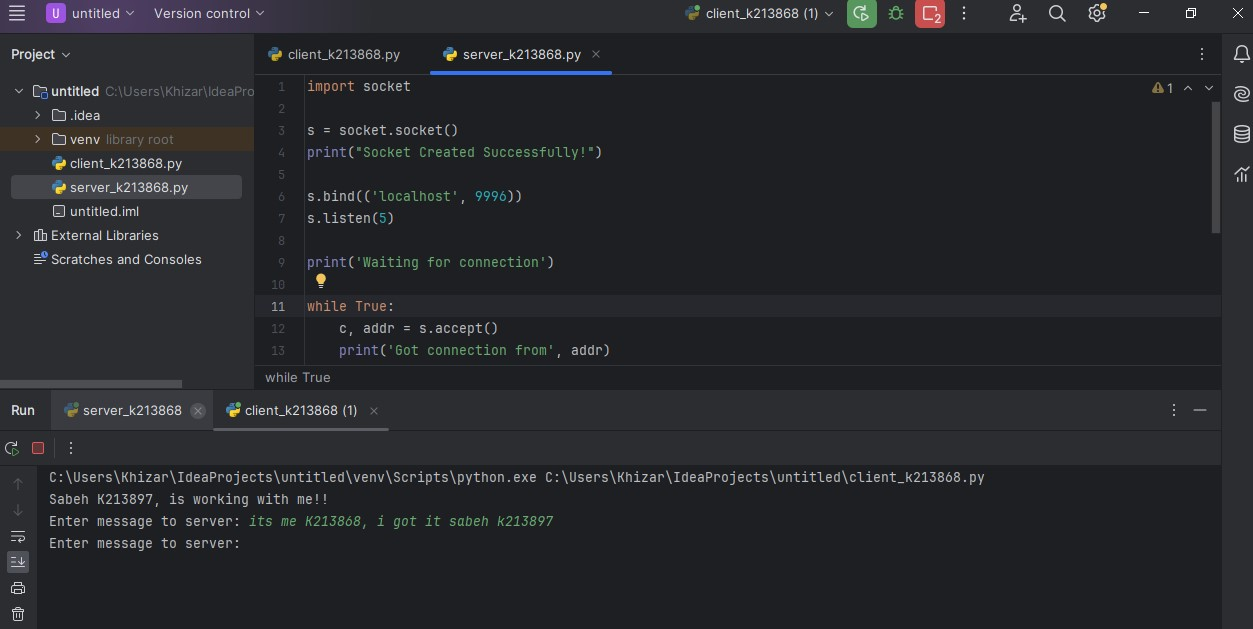 U untitled Version control client_k213868 (1) 2
Project
client_k213868.py server_k213868.py
untitled C:\Users\Khizar\IdeaPro
.idea
venv library root
client_k213868.py
server_k213868.py
untitled.iml
External Libraries
Scratches and Consoles
1 import socket
1
2
3 s = socket.socket()
4 print("Socket Created Successfully!")
5
6 s.bind(('localhost', 9996))
7 s.listen(5)
8
9 print('Waiting for connection')
10
11 while True:
12 c, addr = s.accept()
13 print('Got connection from', addr)
while True
Run server_k213868 client_k213868 (1)
C:\Users\Khizar\IdeaProjects\untitled\venv\Scripts\python.exe C:\Users\Khizar\IdeaProjects\untitled\client_k213868.py
Sabeh K213897, is working with me!!
Enter message to server: its me K213868, i got it sabeh k213897
Enter message to server: